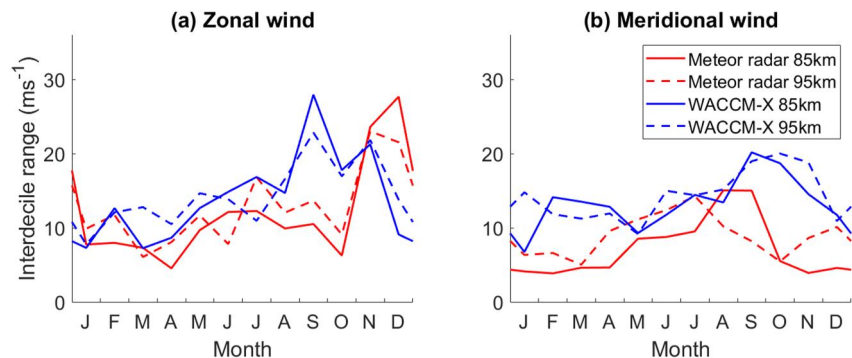 (a) Zonal wind
Interdecile range (ms⁻¹)
30
20
10
0
J F M A M J J A S O N D
Month
(b) Meridional wind
Meteor radar 85km
Meteor radar 95km
WACCM-X 85km
WACCM-X 95km
30
20
10
0
J F M A M J J A S O N D
Month